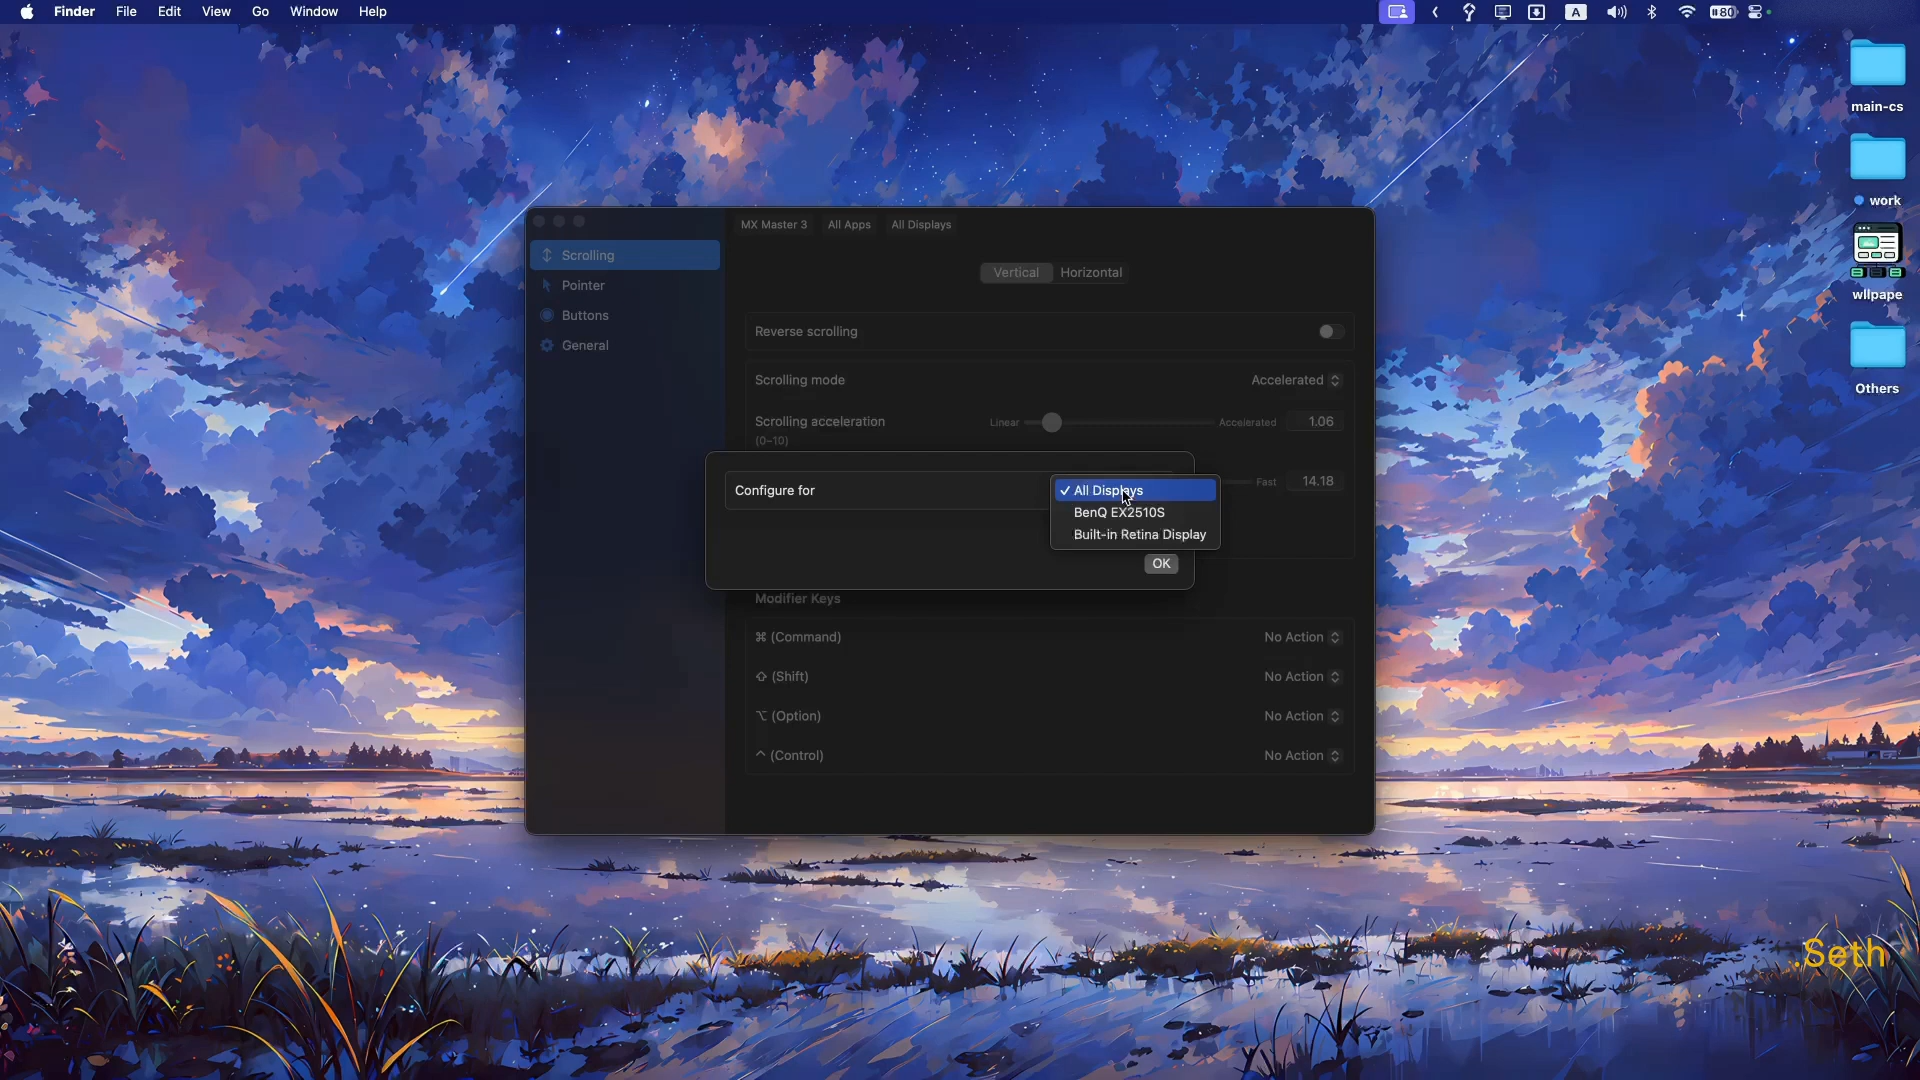 Finder File Edit View Go Window Help
A
80
main-cs
work
wllpape
Others
MX Master 3 All Apps All Displays
Scrolling
Pointer
Buttons
General
Vertical Horizontal
Reverse scrolling
Scrolling mode Accelerated
Scrolling acceleration Linear Accelerated 1.06
(0–10)
Fast 14.18
Configure for
✓ All Displays
BenQ EX2510S
Built-in Retina Display
OK
Modifier Keys
⌘ (Command) No Action
⇧ (Shift) No Action
⌥ (Option) No Action
^ (Control) No Action
.Seth